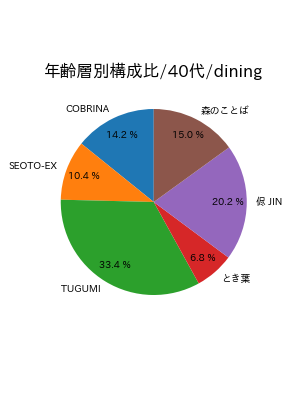 年齢層別構成比/40代/dining
COBRINA
14.2 %
森のことば
15.0 %
SEOTO-EX
10.4 %
20.2 %
侭 JIN
33.4 %
6.8 %
とき葉
TUGUMI